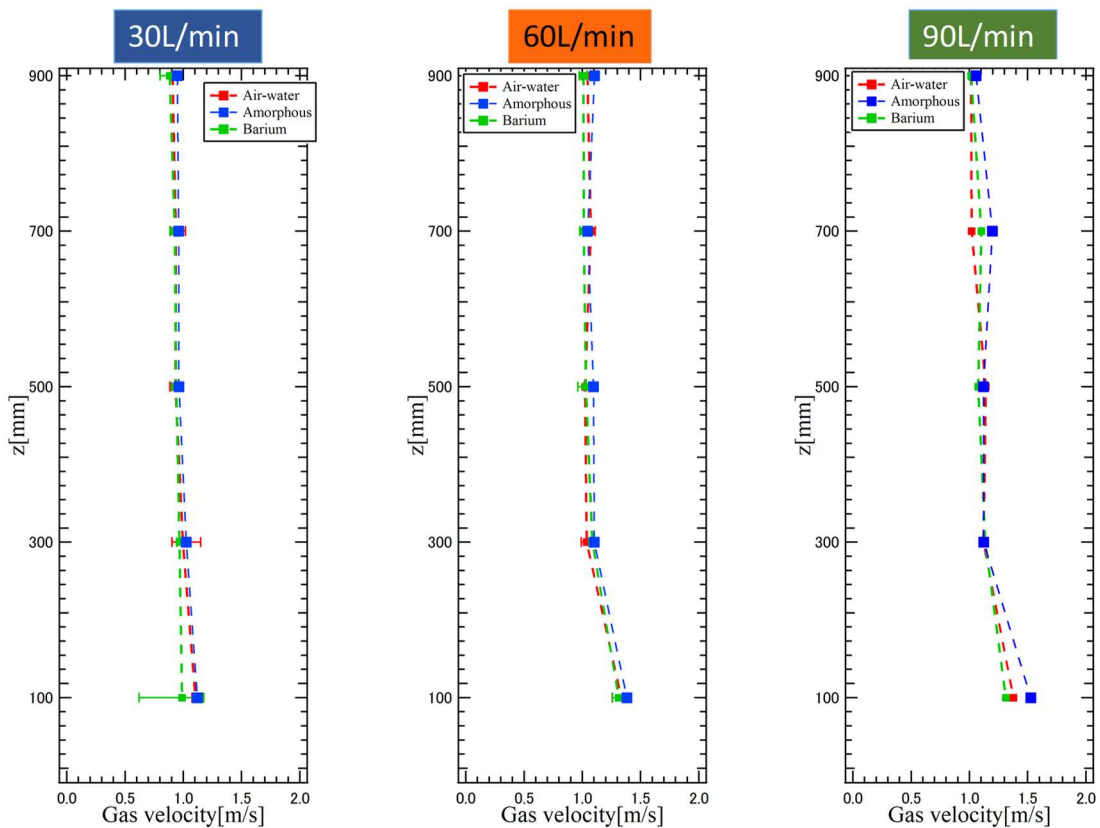 30L/min
900
700
500
300
100
z[mm]
Air-water
Amorphous
Barium
0.0 0.5 1.0 1.5 2.0
Gas velocity[m/s]
60L/min
900
700
500
300
100
z[mm]
Air-water
Amorphous
Barium
0.0 0.5 1.0 1.5 2.0
Gas velocity[m/s]
90L/min
900
700
500
300
100
z[mm]
Air-water
Amorphous
Barium
0.0 0.5 1.0 1.5 2.0
Gas velocity[m/s]